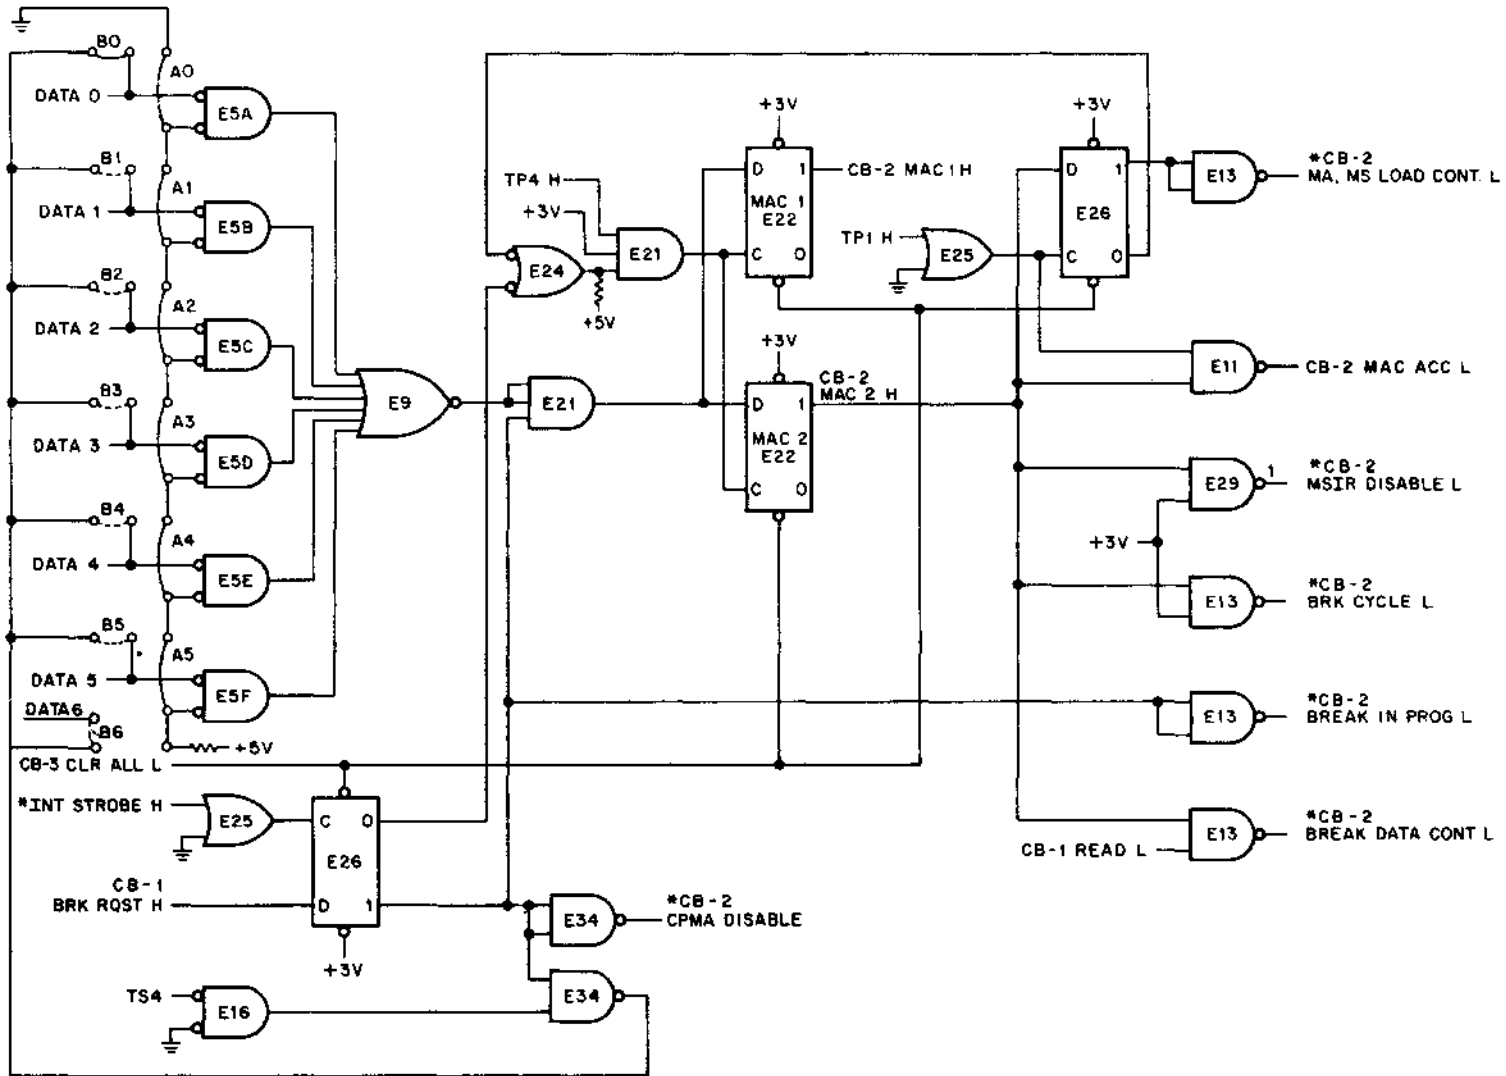 B0
A0
DATA 0
E5A
B1
A1
DATA 1
E5B
B2
A2
DATA 2
E5C
B3
A3
DATA 3
E5D
B4
A4
DATA 4
E5E
B5
A5
DATA 5
E5F
DATA6
B6
+5V
CB-3 CLR ALL L
*INT STROBE H
E25
C 0
E26
D 1
+3V
CB-1
BRK RQST H
TS4
E16
E9
E21
TP4 H
+3V
E24
+5V
E21
+3V
D 1
MAC 1
E22
C 0
CB-2 MAC 1 H
+3V
D 1
MAC 2
E22
C 0
CB-2
MAC 2 H
TP1 H
E25
+3V
D 1
E26
C 0
E13
*CB-2
MA, MS LOAD CONT. L
E11
CB-2 MAC ACC L
E29
1
*CB-2
MSIR DISABLE L
+3V
E13
*CB-2
BRK CYCLE L
E13
*CB-2
BREAK IN PROG L
CB-1 READ L
E13
*CB-2
BREAK DATA CONT L
E34
*CB-2
CPMA DISABLE
E34